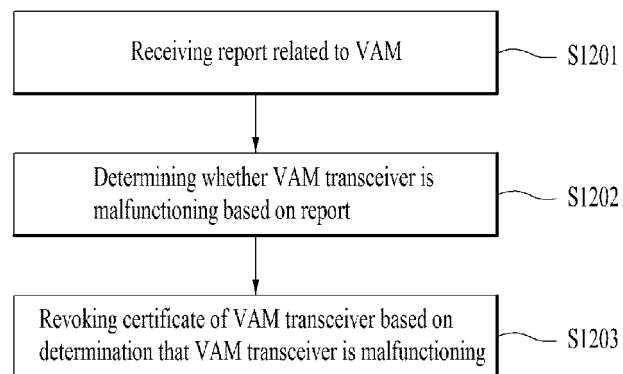 Receiving report related to VAM
S1201
Determining whether VAM transceiver is
malfunctioning based on report
S1202
Revoking certificate of VAM transceiver based on
determination that VAM transceiver is malfunctioning
S1203